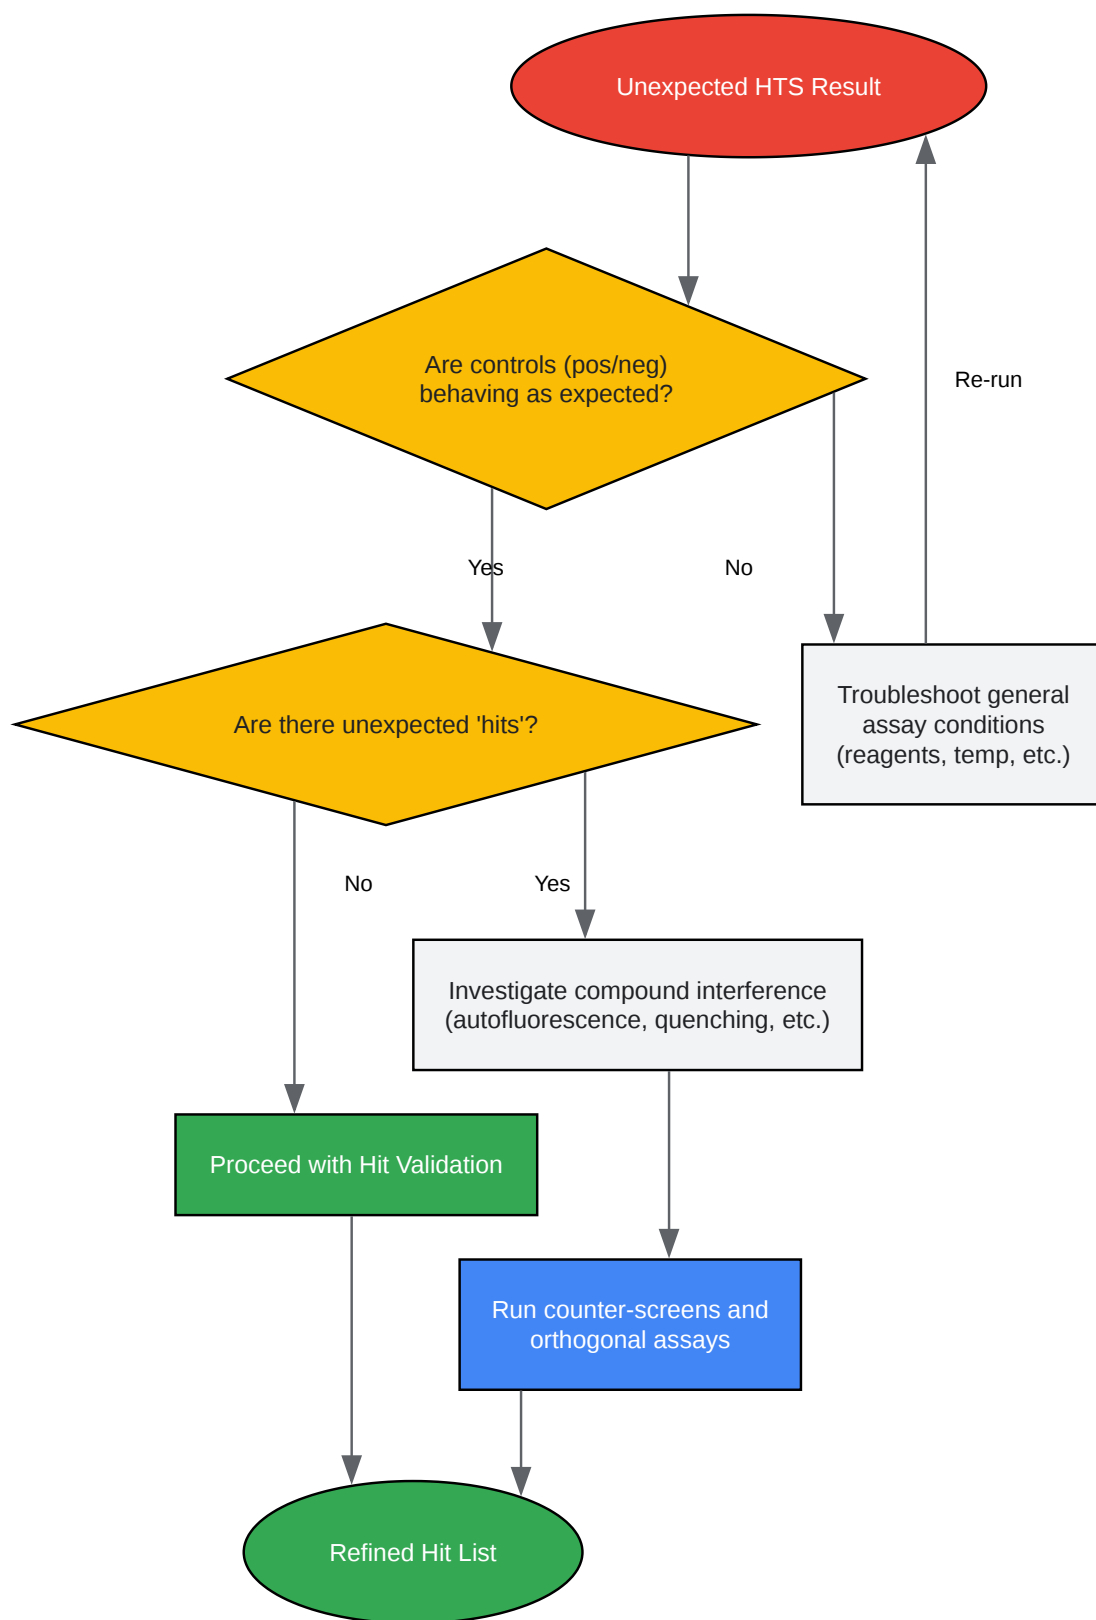 Unexpected HTS Result
Are controls (pos/neg)
behaving as expected?
Re-run
Yes
No
Troubleshoot general
assay conditions
(reagents, temp, etc.)
Are there unexpected 'hits'?
No
Yes
Investigate compound interference
(autofluorescence, quenching, etc.)
Proceed with Hit Validation
Run counter-screens and
orthogonal assays
Refined Hit List